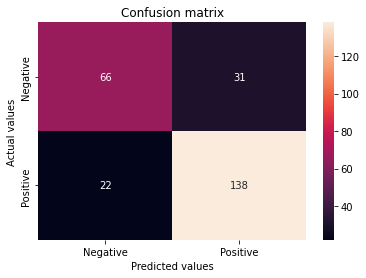 Confusion matrix
Actual values
Negative
Positive
66
31
22
138
Negative
Positive
Predicted values
120
100
80
60
40